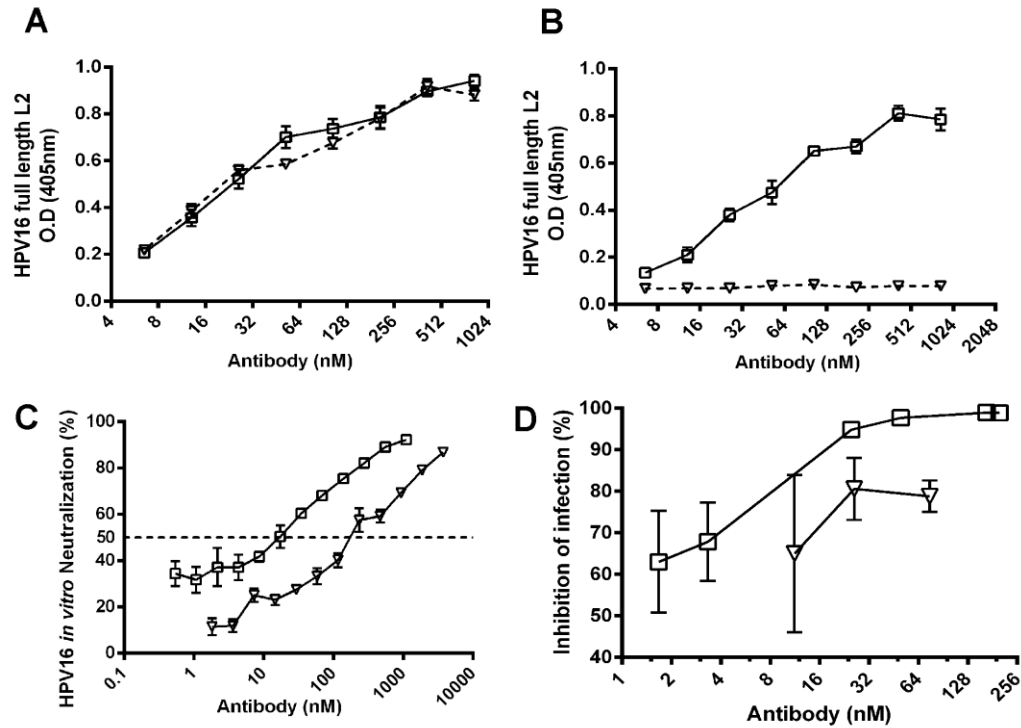 A
HPV16 full length L2
O.D (405nm)
1.0
0.8
0.6
0.4
0.2
0.0
4 8 16 32 64 128 256 512 1024
Antibody (nM)
B
HPV16 full length L2
O.D (405nm)
1.0
0.8
0.6
0.4
0.2
0.0
4 8 16 32 64 128 256 512 1024 2048
Antibody (nM)
C
HPV16 in vitro Neutralization (%)
100
80
60
50
40
20
0
0.1 1 10 100 1000 10000
Antibody (nM)
D
Inhibition of infection (%)
100
90
80
70
60
50
40
1 2 4 8 16 32 64 128 256
Antibody (nM)